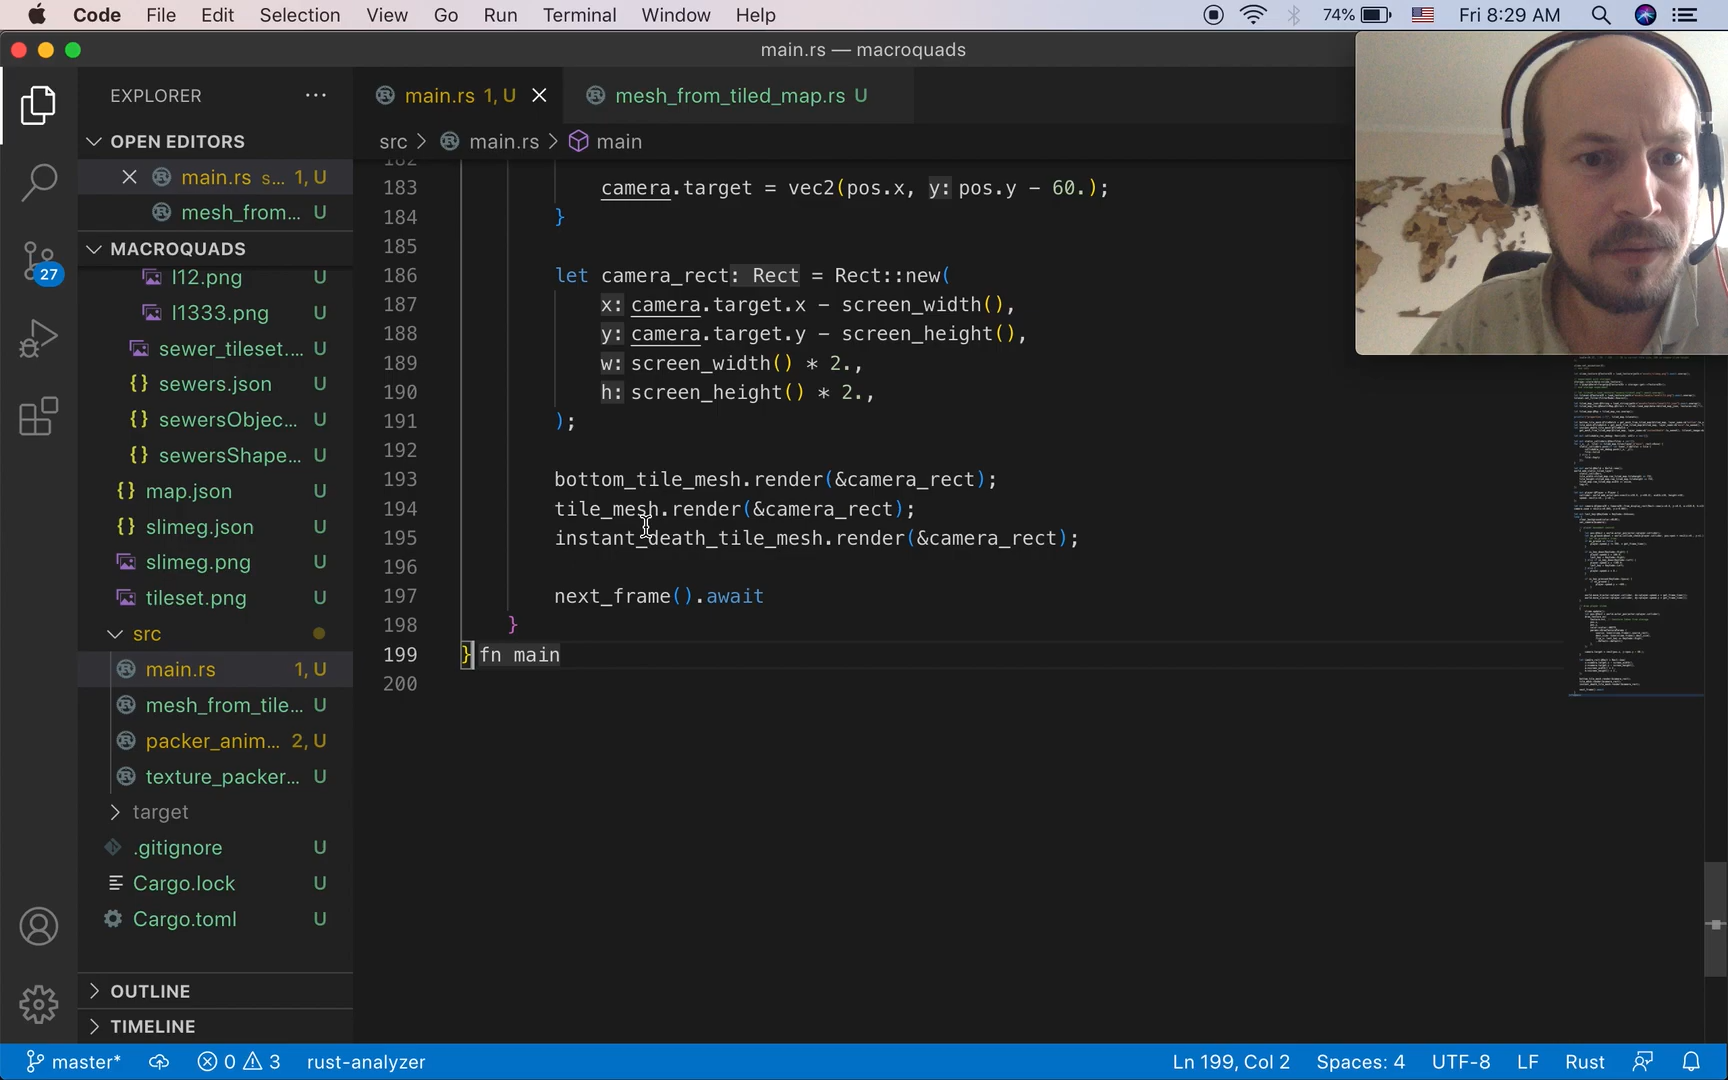 Code File Edit Selection View Go Run Terminal Window Help 74% Fri 8:29 AM
main.rs — macroquads
EXPLORER
OPEN EDITORS
main.rs s... 1, U
mesh_from... U
MACROQUADS
l12.png U
l1333.png U
sewer_tileset.... U
{} sewers.json U
{} sewersObjec... U
{} sewersShape... U
{} map.json U
{} slimeg.json U
slimeg.png U
tileset.png U
src
main.rs 1, U
mesh_from_tile... U
packer_anim... 2, U
texture_packer... U
target
.gitignore U
Cargo.lock U
Cargo.toml U
OUTLINE
TIMELINE
27
main.rs 1, U
mesh_from_tiled_map.rs U
src > main.rs > main
182
183 camera.target = vec2(pos.x, y: pos.y - 60.);
184 }
185
186 let camera_rect: Rect = Rect::new(
187 x: camera.target.x - screen_width(),
188 y: camera.target.y - screen_height(),
189 w: screen_width() * 2.,
190 h: screen_height() * 2.,
191 );
192
193 bottom_tile_mesh.render(&camera_rect);
194 tile_mesh.render(&camera_rect);
195 instant_death_tile_mesh.render(&camera_rect);
196
197 next_frame().await
198 }
199 } fn main
200
master* 0 3 rust-analyzer Ln 199, Col 2 Spaces: 4 UTF-8 LF Rust